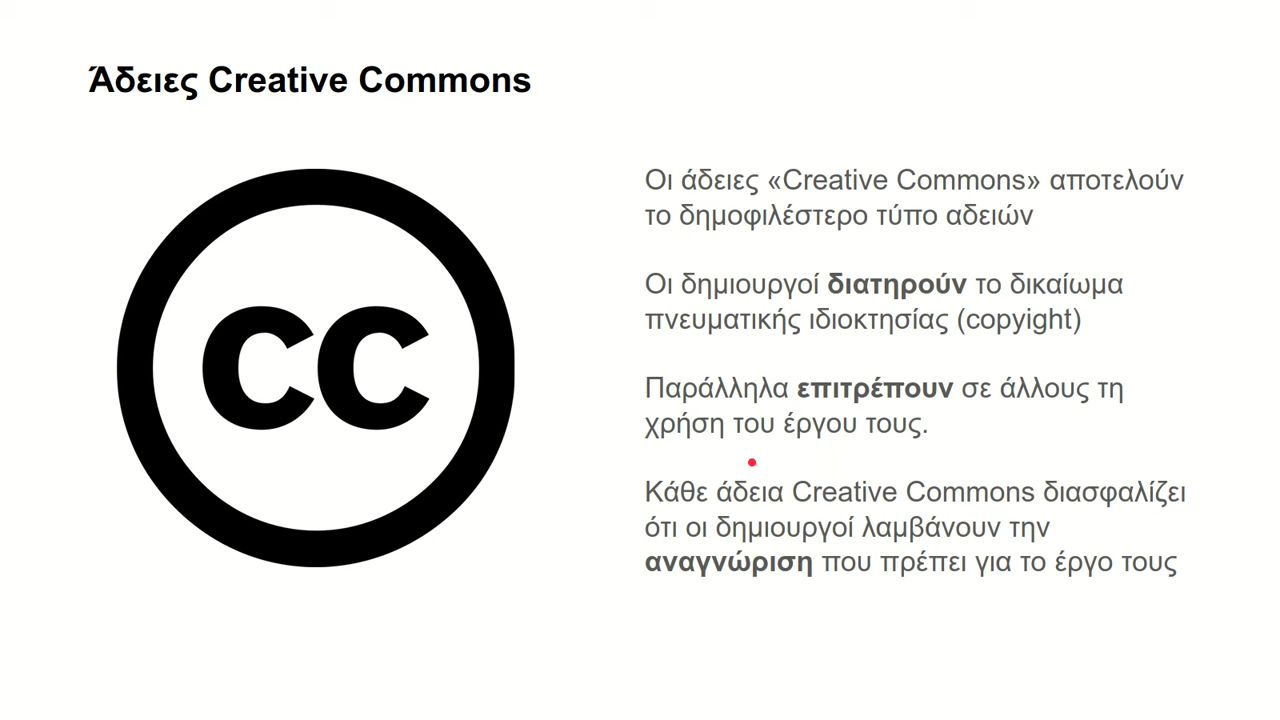 Άδειες Creative Commons
cc
Οι άδειες «Creative Commons» αποτελούν
το δημοφιλέστερο τύπο αδειών
Οι δημιουργοί διατηρούν το δικαίωμα
πνευματικής ιδιοκτησίας (copyight)
Παράλληλα επιτρέπουν σε άλλους τη
χρήση του έργου τους.
Κάθε άδεια Creative Commons διασφαλίζει
ότι οι δημιουργοί λαμβάνουν την
αναγνώριση που πρέπει για το έργο τους